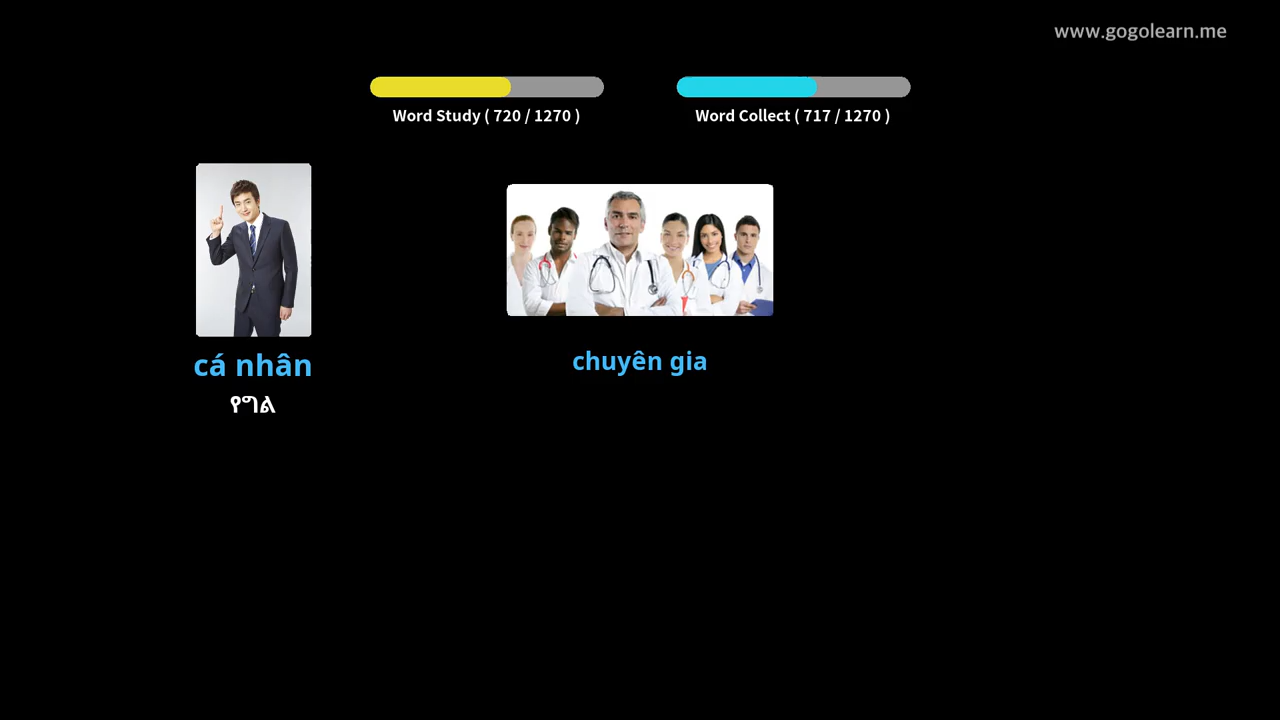 www.gogolearn.me
Word Study ( 720 / 1270 )
Word Collect ( 717 / 1270 )
cá nhân
የግል
chuyên gia